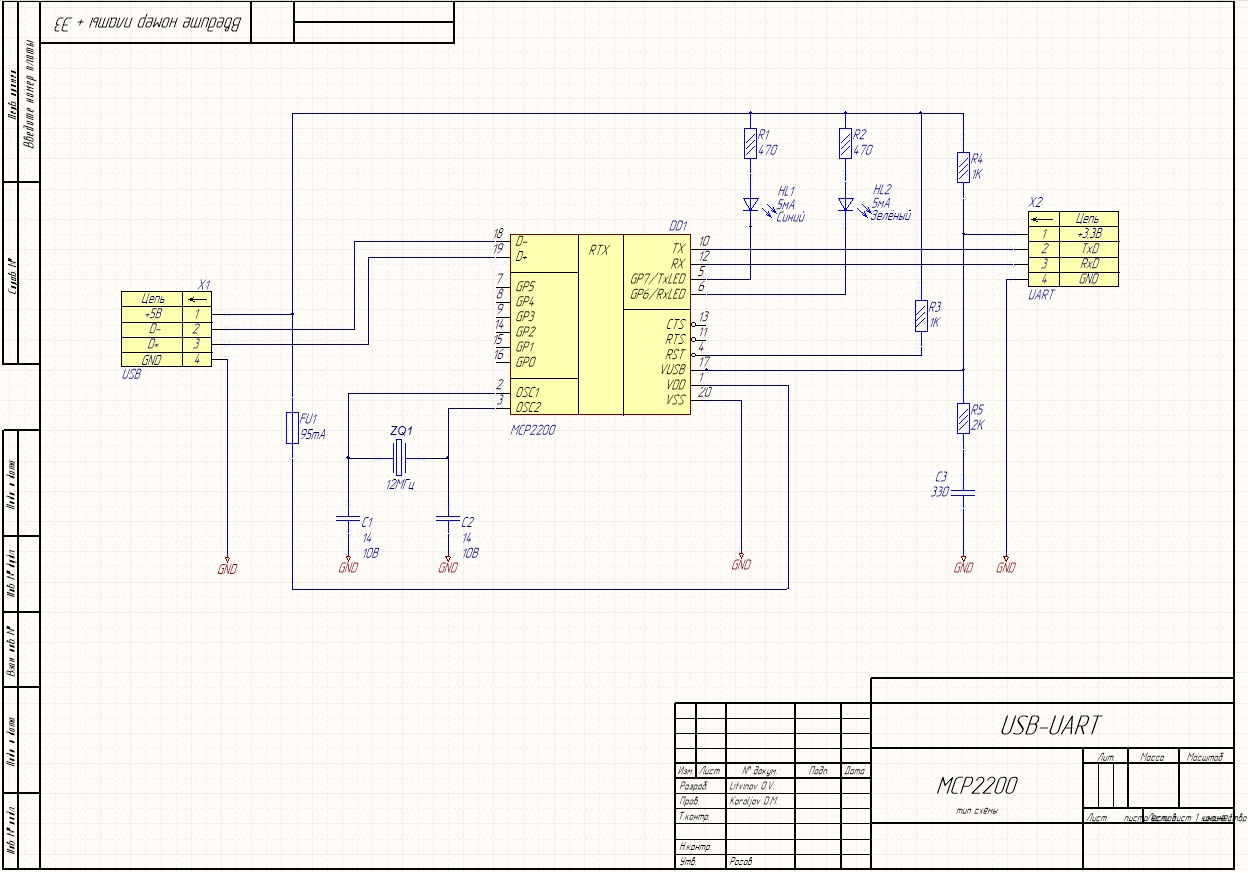 Введите номер платы + ЭЗ
Перв. примен.
Введите номер платы
Справ. №
Подп. и дата
Инв. № дубл.
Взам. инв. №
Подп. и дата
Инв. № подл.
X1
Цепь
+5В 1
D- 2
D+ 3
GND 4
USB
GND
FU1
95mA
ZQ1
12МГц
C1
14
10В
GND
C2
14
10В
GND
DD1
RTX
18 D-
19 D+
7 GP5
8 GP4
9 GP3
14 GP2
15 GP1
16 GP0
2 OSC1
3 OSC2
TX 10
RX 12
GP7/TxLED 5
GP6/RxLED 6
CTS 13
RTS 11
RST 4
VUSB 17
VDD 1
VSS 20
MCP2200
GND
R1
470
HL1
5мА
Синий
R2
470
HL2
5мА
Зеленый
R3
1K
R4
1K
R5
2K
C3
330
GND
GND
X2
Цепь
1 +3,3В
2 TxD
3 RxD
4 GND
UART
USB-UART
MCP2200
тип схемы
Лит. Масса Масштаб
Лист
Изм. Лист № докум. Подп. Дата
Разраб. Litvinov O.V.
Пров. Koroljov D.M.
Т.контр.
Н.контр.
Утв. Рогов